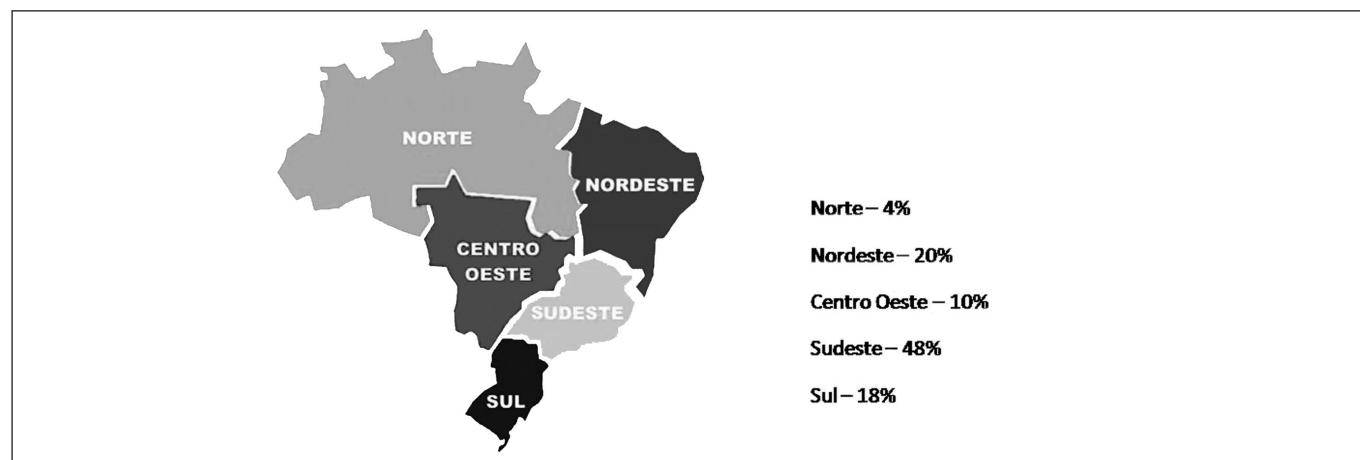 NORTE
NORDESTE
CENTRO
OESTE
SUDESTE
SUL
Norte – 4%
Nordeste – 20%
Centro Oeste – 10%
Sudeste – 48%
Sul – 18%